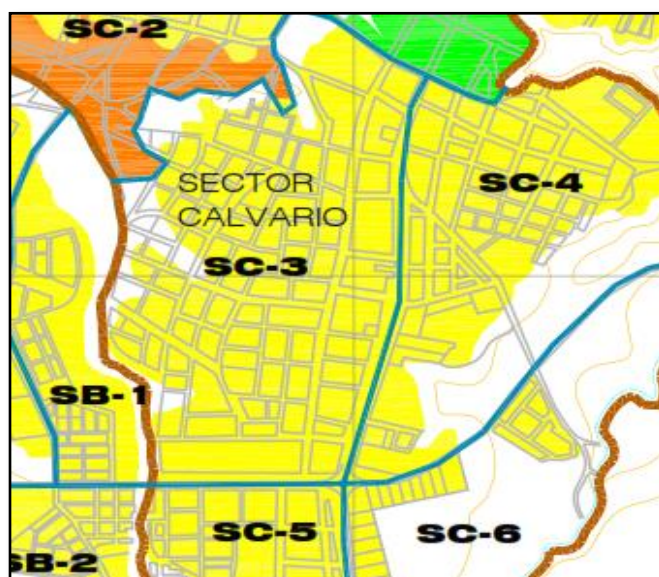 SC-2
SC-4
SECTOR
CALVARIO
SC-3
SB-1
SC-5
SC-6
SB-2